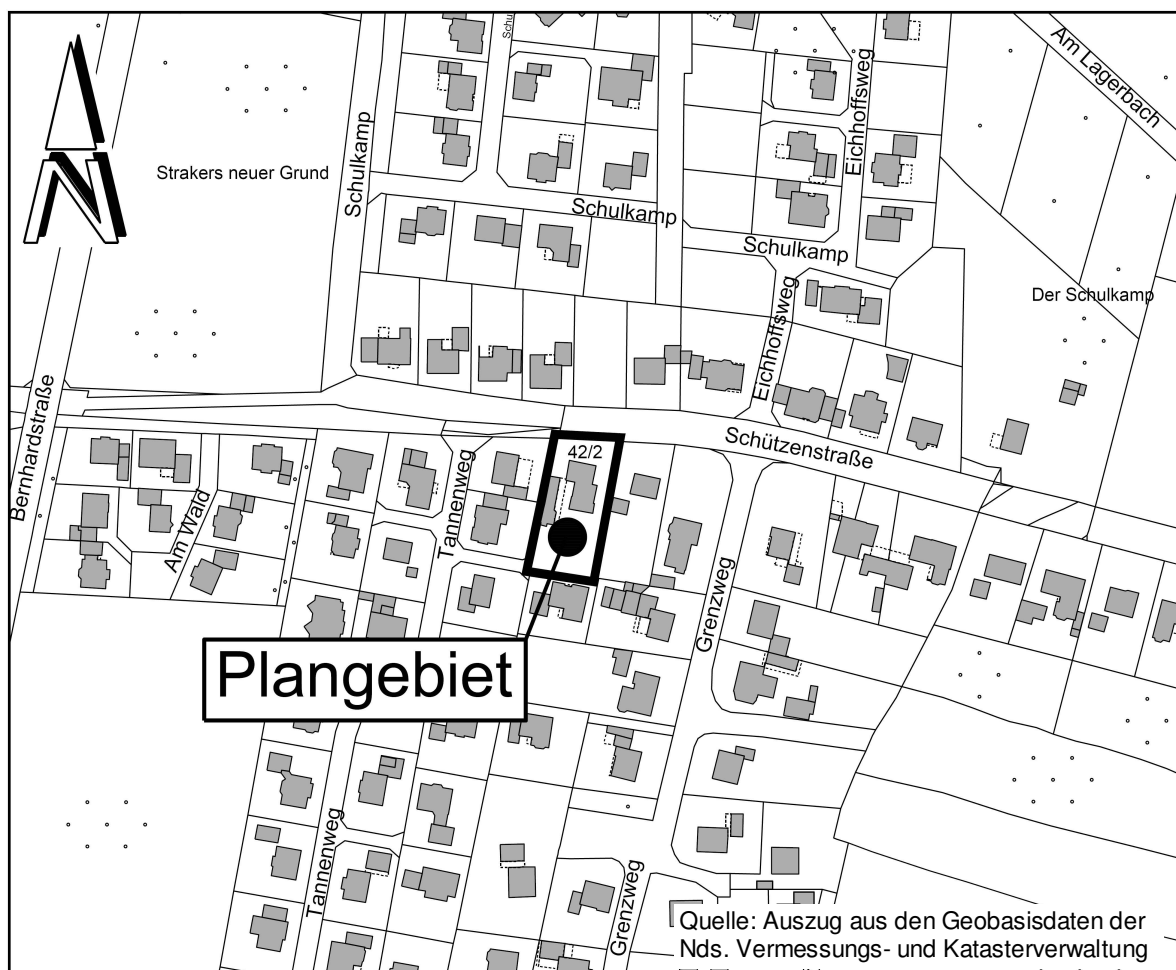 Schu
Am Lagerbach
N
Strakers neuer Grund
Schulkamp
Eichhoffsweg
Schulkamp
Schulkamp
Der Schulkamp
Eichhoffsweg
Bernhardstraße
Schützenstraße
42/2
Tannenweg
Am Wald
Grenzweg
Plangebiet
Tannenweg
Grenzweg
Quelle: Auszug aus den Geobasisdaten der
Nds. Vermessungs- und Katasterverwaltung